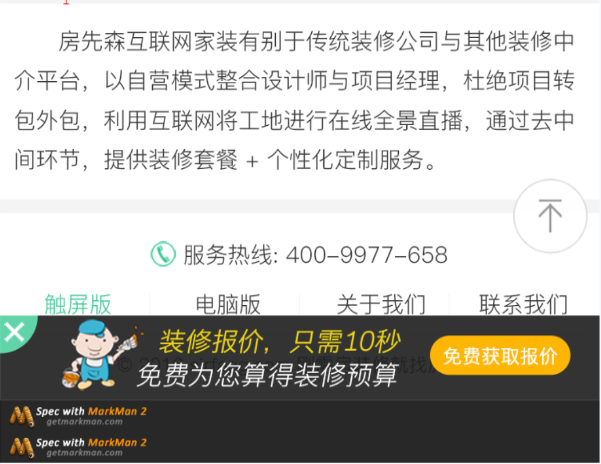 房先森互联网家装有别于传统装修公司与其他装修中
介平台，以自营模式整合设计师与项目经理，杜绝项目转
包外包，利用互联网将工地进行在线全景直播，通过去中
间环节，提供装修套餐 + 个性化定制服务。
服务热线: 400-9977-658
触屏版 电脑版 关于我们 联系我们
装修报价，只需10秒
免费为您算得装修预算
免费获取报价
Spec with MarkMan 2
getmarkman.com
Spec with MarkMan 2
getmarkman.com